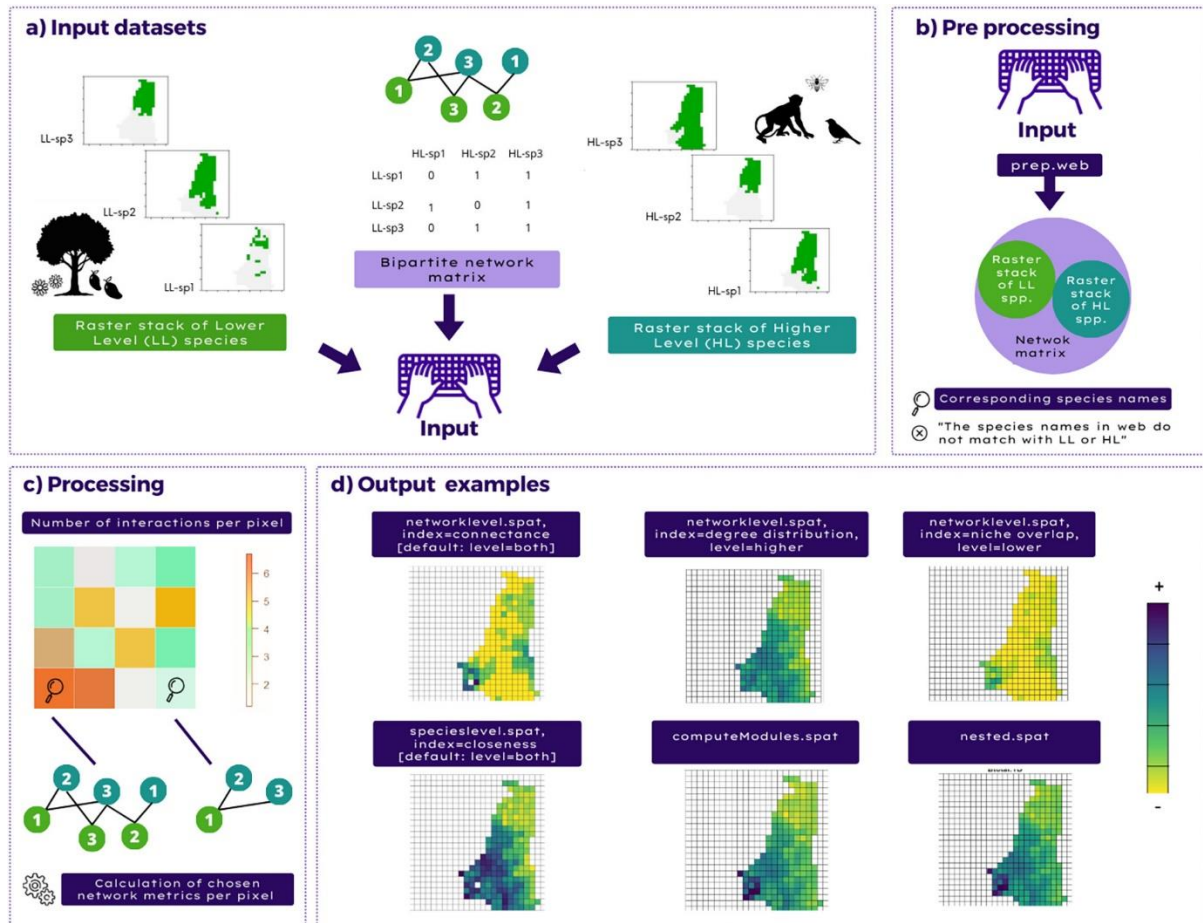 a) Input datasets
2
3
1
1
3
2
LL-sp3
LL-sp2
LL-sp1
HL-sp1 HL-sp2 HL-sp3
LL-sp1 0 1 1
LL-sp2 1 0 1
LL-sp3 0 1 1
HL-sp3
HL-sp2
HL-sp1
Raster stack of Lower
Level (LL) species
Bipartite network
matrix
Raster stack of Higher
Level (HL) species
Input
b) Pre processing
Input
prep.web
Raster
stack
of LL
spp.
Raster
stack
of HL
spp.
Netwok
matrix
Corresponding species names
"The species names in web do
not match with LL or HL"
c) Processing
Number of interactions per pixel
6
5
4
3
2
2
3
1
1
3
2
2
3
1
Calculation of chosen
network metrics per pixel
d) Output examples
networklevel.spat,
index=connectance
[default: level=both]
networklevel.spat,
index=degree distribution,
level=higher
networklevel.spat,
index=niche overlap,
level=lower
specieslevel.spat,
index=closeness
[default: level=both]
computeModules.spat
nested.spat
+
-